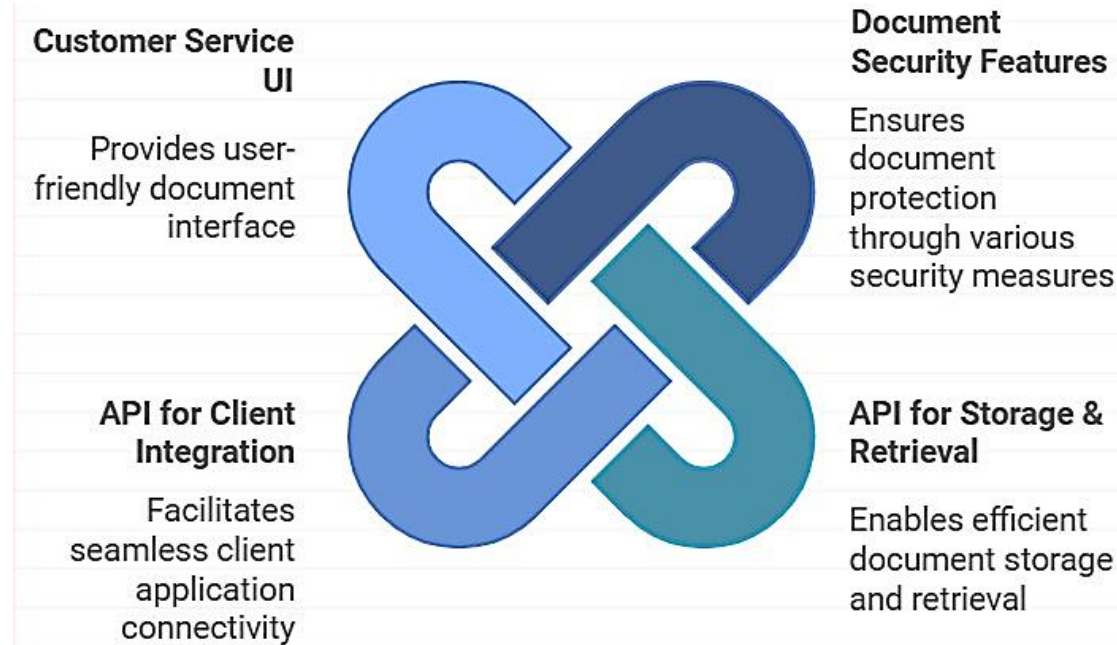 Customer Service
UI
Provides user-
friendly document
interface
Document
Security Features
Ensures
document
protection
through various
security measures
API for Client
Integration
Facilitates
seamless client
application
connectivity
API for Storage &
Retrieval
Enables efficient
document storage
and retrieval